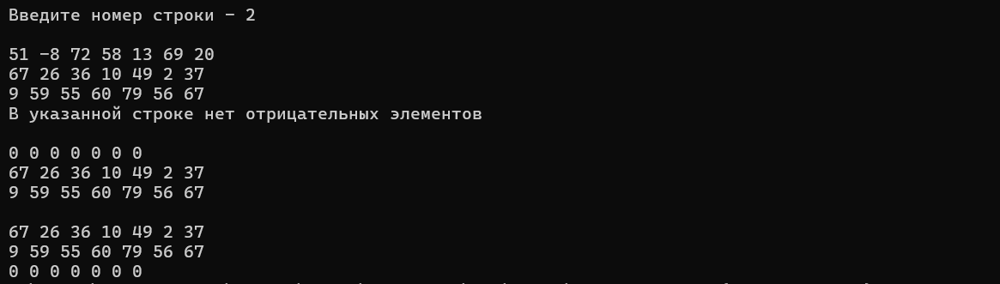 Введите номер строки - 2
51 -8 72 58 13 69 20
67 26 36 10 49 2 37
9 59 55 60 79 56 67
В указанной строке нет отрицательных элементов
0 0 0 0 0 0 0
67 26 36 10 49 2 37
9 59 55 60 79 56 67
67 26 36 10 49 2 37
9 59 55 60 79 56 67
0 0 0 0 0 0 0